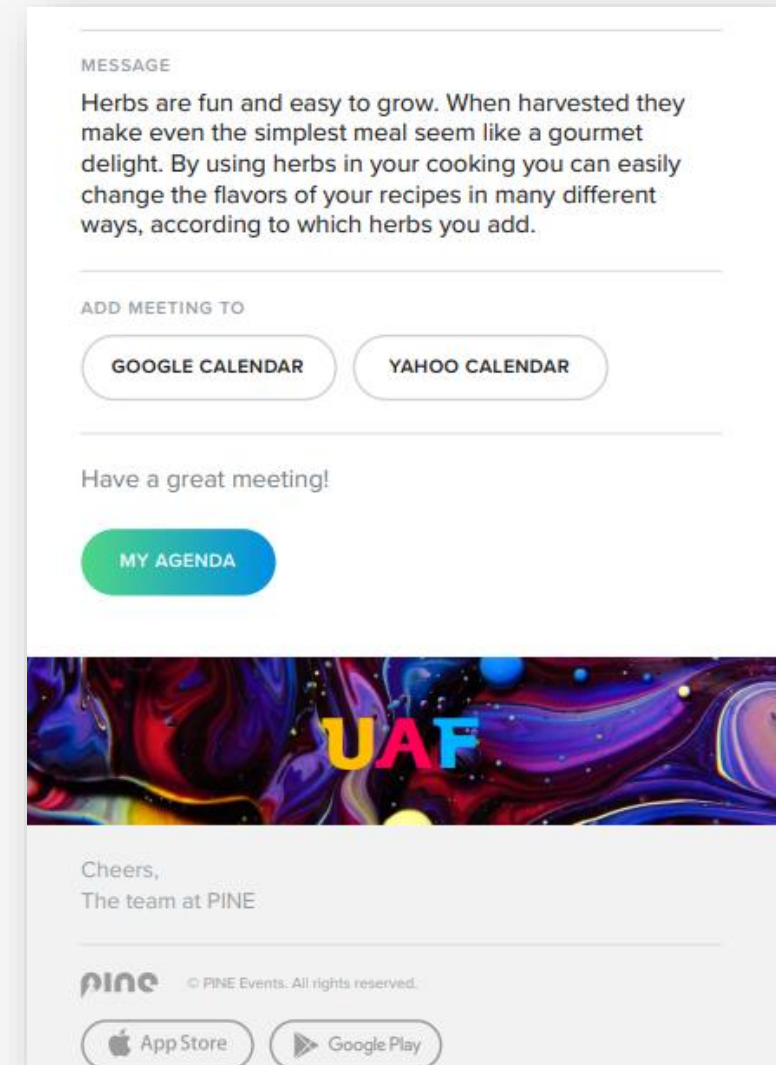 MESSAGE
Herbs are fun and easy to grow. When harvested they
make even the simplest meal seem like a gourmet
delight. By using herbs in your cooking you can easily
change the flavors of your recipes in many different
ways, according to which herbs you add.
ADD MEETING TO
GOOGLE CALENDAR YAHOO CALENDAR
Have a great meeting!
MY AGENDA
UAF
Cheers,
The team at PINE
pine © PINE Events. All rights reserved.
App Store Google Play